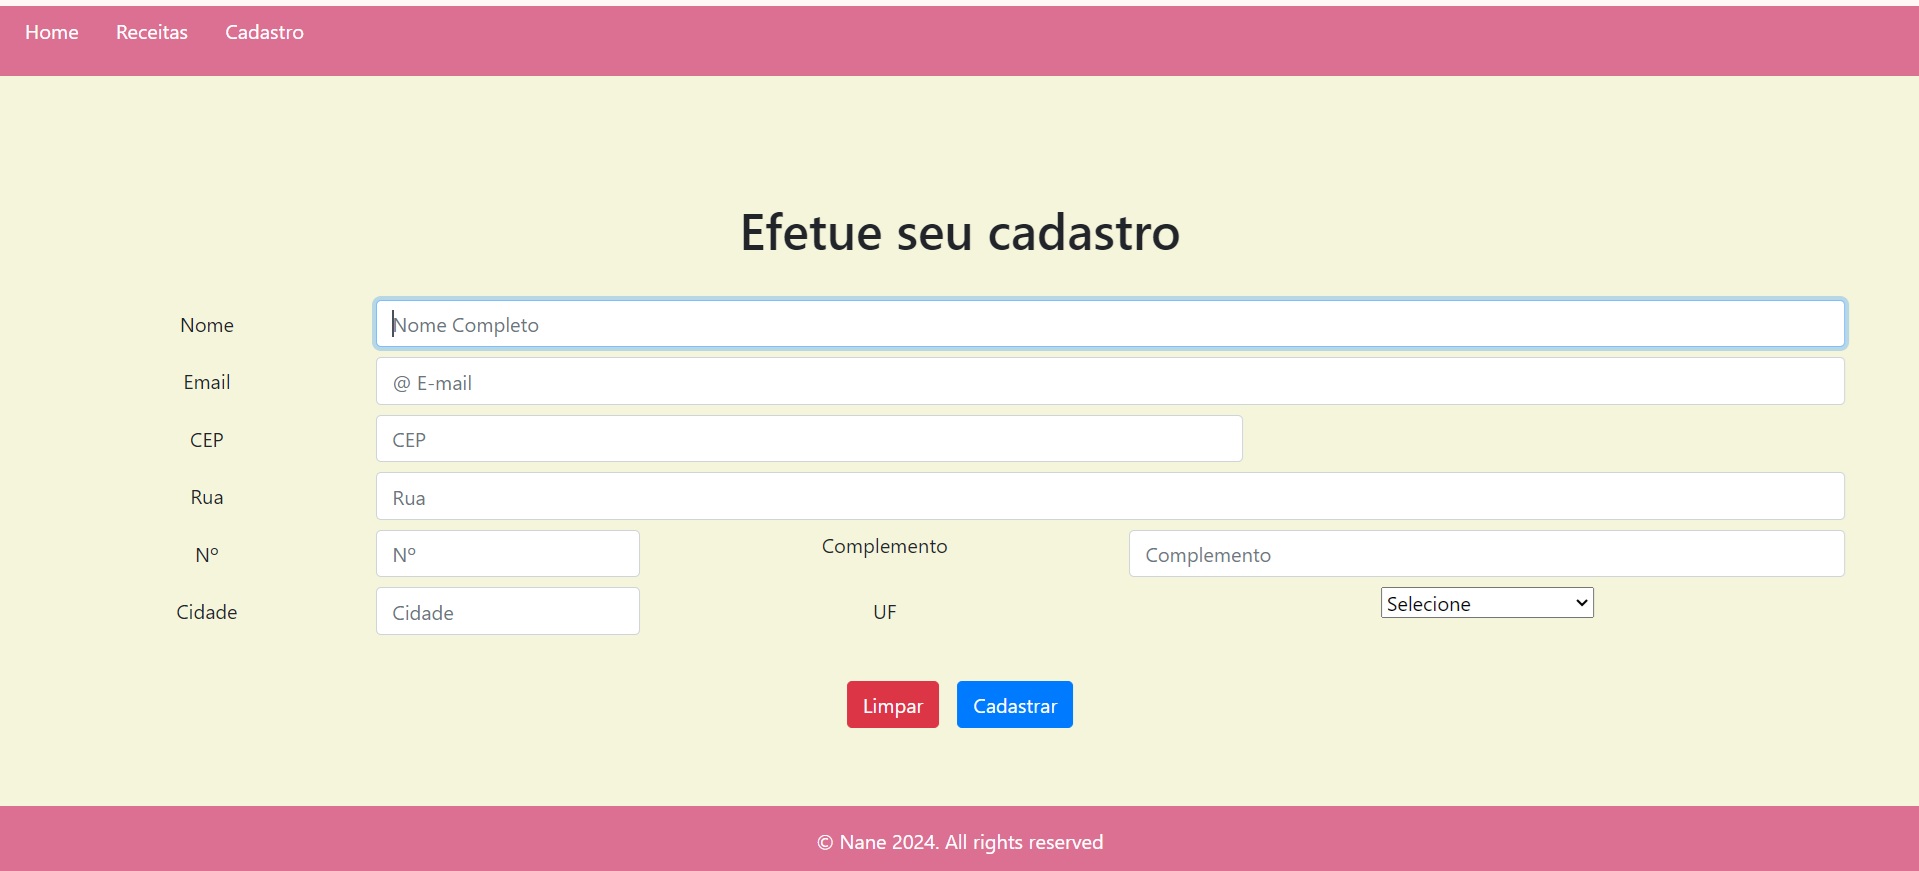 Home Receitas Cadastro
Efetue seu cadastro
Nome Nome Completo
Email @ E-mail
CEP CEP
Rua Rua
Nº Nº Complemento Complemento
Cidade Cidade UF Selecione
Limpar Cadastrar
© Nane 2024. All rights reserved